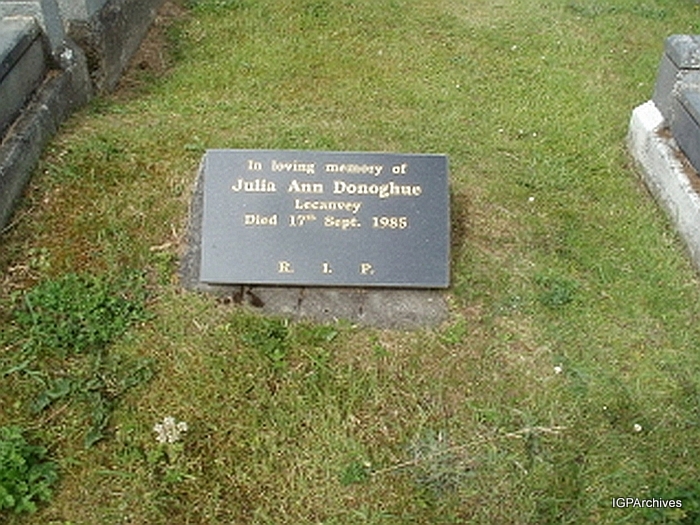 In loving memory of
Julia Ann Donoghue
Lecanvey
Died 17th Sept. 1985
R. I. P.
IGPArchives